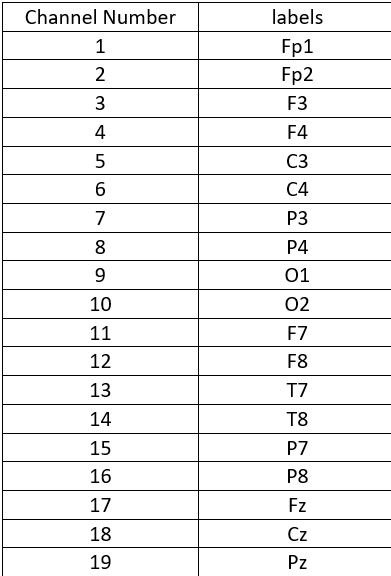 Channel Number labels
1 Fp1
2 Fp2
3 F3
4 F4
5 C3
6 C4
7 P3
8 P4
9 O1
10 O2
11 F7
12 F8
13 T7
14 T8
15 P7
16 P8
17 Fz
18 Cz
19 Pz